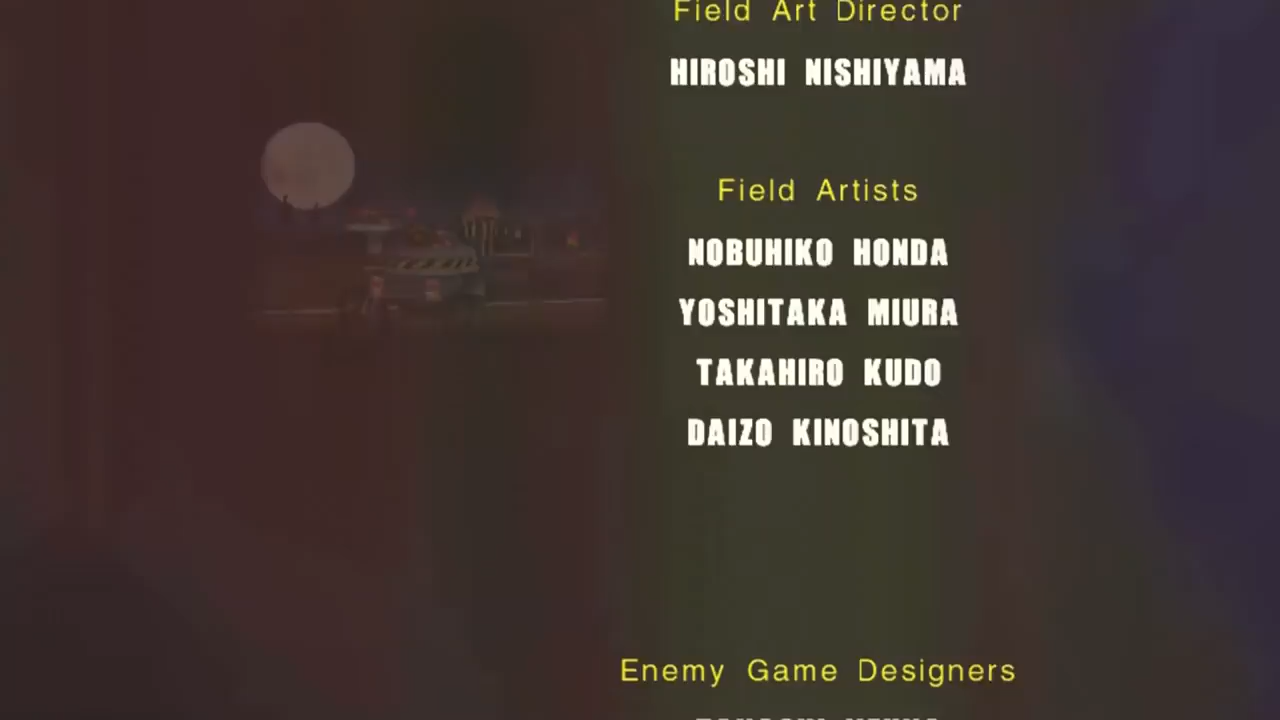 Field Art Director
HIROSHI NISHIYAMA
Field Artists
NOBUHIKO HONDA
YOSHITAKA MIURA
TAKAHIRO KUDO
DAIZO KINOSHITA
Enemy Game Designers